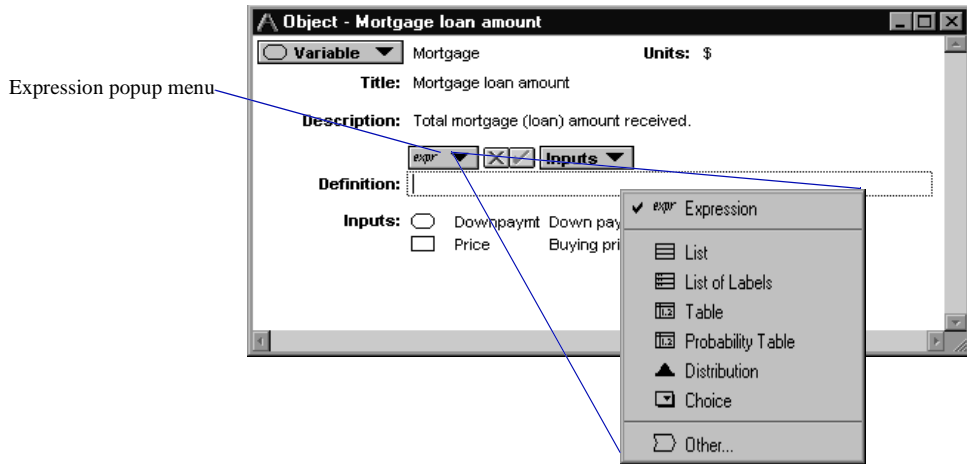 Object - Mortgage loan amount
Variable Mortgage Units: $
Expression popup menu
Title: Mortgage loan amount
Description: Total mortgage (loan) amount received.
expr Inputs
Definition:
Inputs: Downpaymt Down pay
Price Buying pri
expr Expression
List
List of Labels
Table
Probability Table
Distribution
Choice
Other...